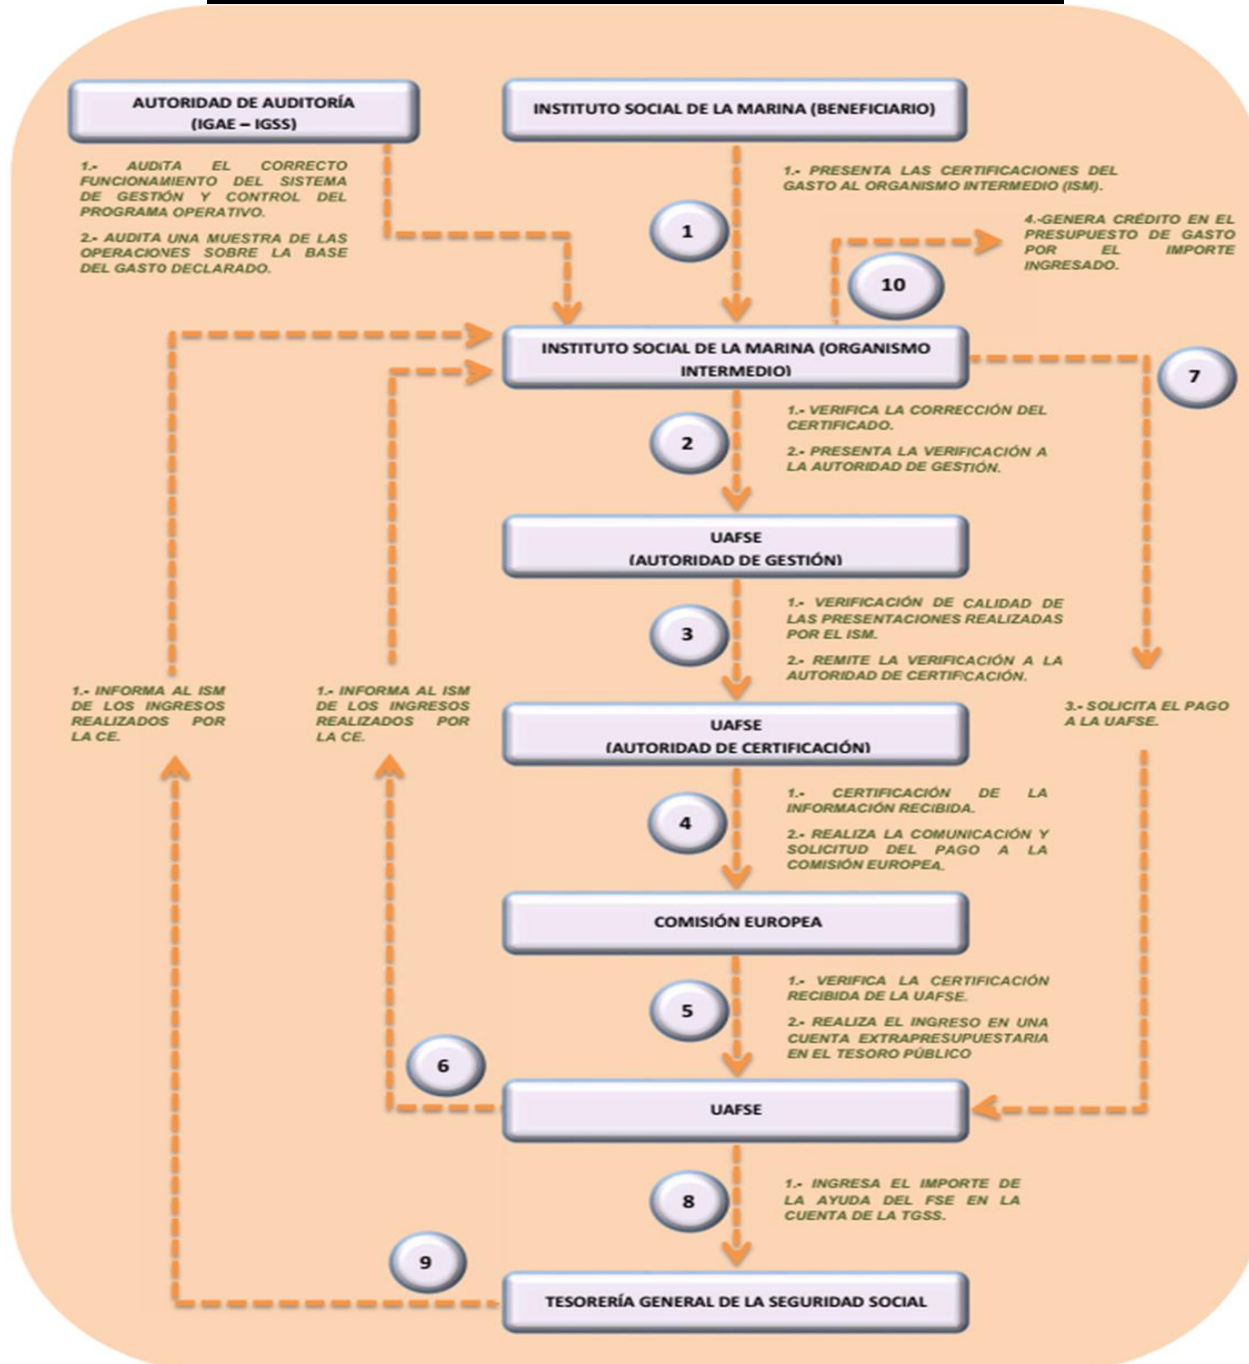 AUTORIDAD DE AUDITORÍA
(IGAE – IGSS)
INSTITUTO SOCIAL DE LA MARINA (BENEFICIARIO)
1.- AUDITA EL CORRECTO
FUNCIONAMIENTO DEL SISTEMA
DE GESTIÓN Y CONTROL DEL
PROGRAMA OPERATIVO.
2.- AUDITA UNA MUESTRA DE LAS
OPERACIONES SOBRE LA BASE
DEL GASTO DECLARADO.
1.- PRESENTA LAS CERTIFICACIONES DEL
GASTO AL ORGANISMO INTERMEDIO (ISM).
1
4.-GENERA CRÉDITO EN EL
PRESUPUESTO DE GASTO
POR EL IMPORTE
INGRESADO.
10
INSTITUTO SOCIAL DE LA MARINA (ORGANISMO
INTERMEDIO)
7
1.- VERIFICA LA CORRECCIÓN DEL
CERTIFICADO.
2.- PRESENTA LA VERIFICACIÓN A
LA AUTORIDAD DE GESTIÓN.
2
UAFSE
(AUTORIDAD DE GESTIÓN)
1.- VERIFICACIÓN DE CALIDAD DE
LAS PRESENTACIONES REALIZADAS
POR EL ISM.
2.- REMITE LA VERIFICACIÓN A LA
AUTORIDAD DE CERTIFICACIÓN.
3
1.- INFORMA AL ISM
DE LOS INGRESOS
REALIZADOS POR
LA CE.
1.- INFORMA AL ISM
DE LOS INGRESOS
REALIZADOS POR
LA CE.
3.- SOLICITA EL PAGO
A LA UAFSE.
UAFSE
(AUTORIDAD DE CERTIFICACIÓN)
1.- CERTIFICACIÓN DE LA
INFORMACIÓN RECIBIDA.
2.- REALIZA LA COMUNICACIÓN Y
SOLICITUD DEL PAGO A LA
COMISIÓN EUROPEA.
4
COMISIÓN EUROPEA
1.- VERIFICA LA CERTIFICACIÓN
RECIBIDA DE LA UAFSE.
2.- REALIZA EL INGRESO EN UNA
CUENTA EXTRAPRESUPUESTARIA
EN EL TESORO PÚBLICO
5
6
UAFSE
1.- INGRESA EL IMPORTE DE
LA AYUDA DEL FSE EN LA
CUENTA DE LA TGSS.
8
9
TESORERÍA GENERAL DE LA SEGURIDAD SOCIAL